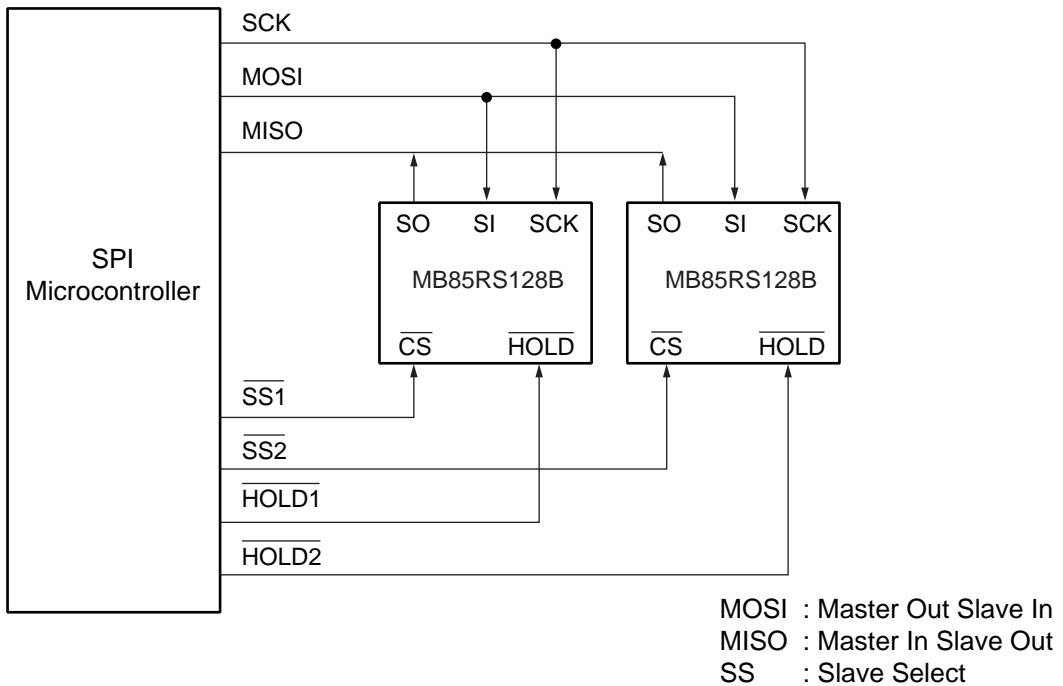 SCK
MOSI
MISO
SO SI SCK
MB85RS128B
CS HOLD
SO SI SCK
MB85RS128B
CS HOLD
SPI
Microcontroller
SS1
SS2
HOLD1
HOLD2
MOSI : Master Out Slave In
MISO : Master In Slave Out
SS : Slave Select